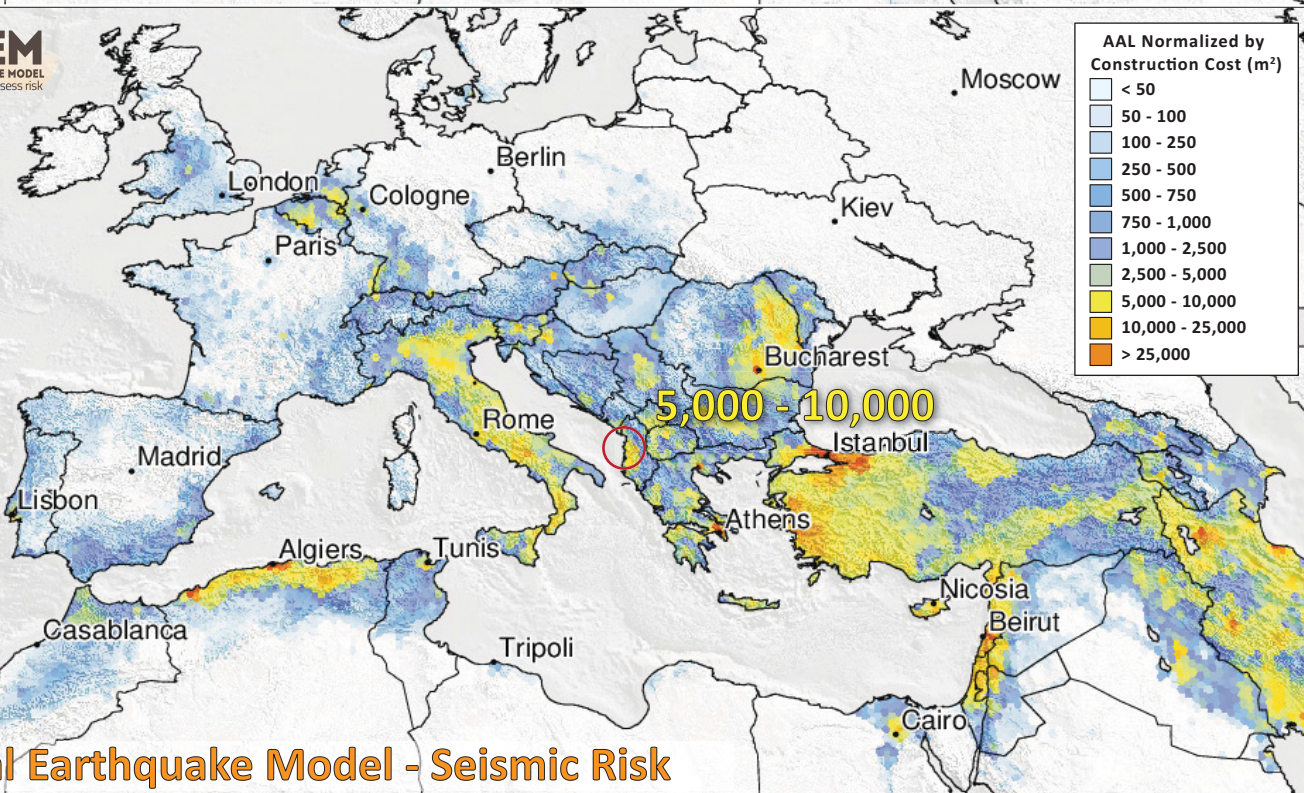 EM
E MODEL
sess risk
AAL Normalized by
Construction Cost (m²)
< 50
50 - 100
100 - 250
250 - 500
500 - 750
750 - 1,000
1,000 - 2,500
2,500 - 5,000
5,000 - 10,000
10,000 - 25,000
> 25,000
Moscow
Berlin
London
Cologne
Kiev
Paris
Bucharest
5,000 - 10,000
Rome
Istanbul
Madrid
Lisbon
Athens
Algiers
Tunis
Nicosia
Beirut
Casablanca
Tripoli
Cairo
l Earthquake Model - Seismic Risk